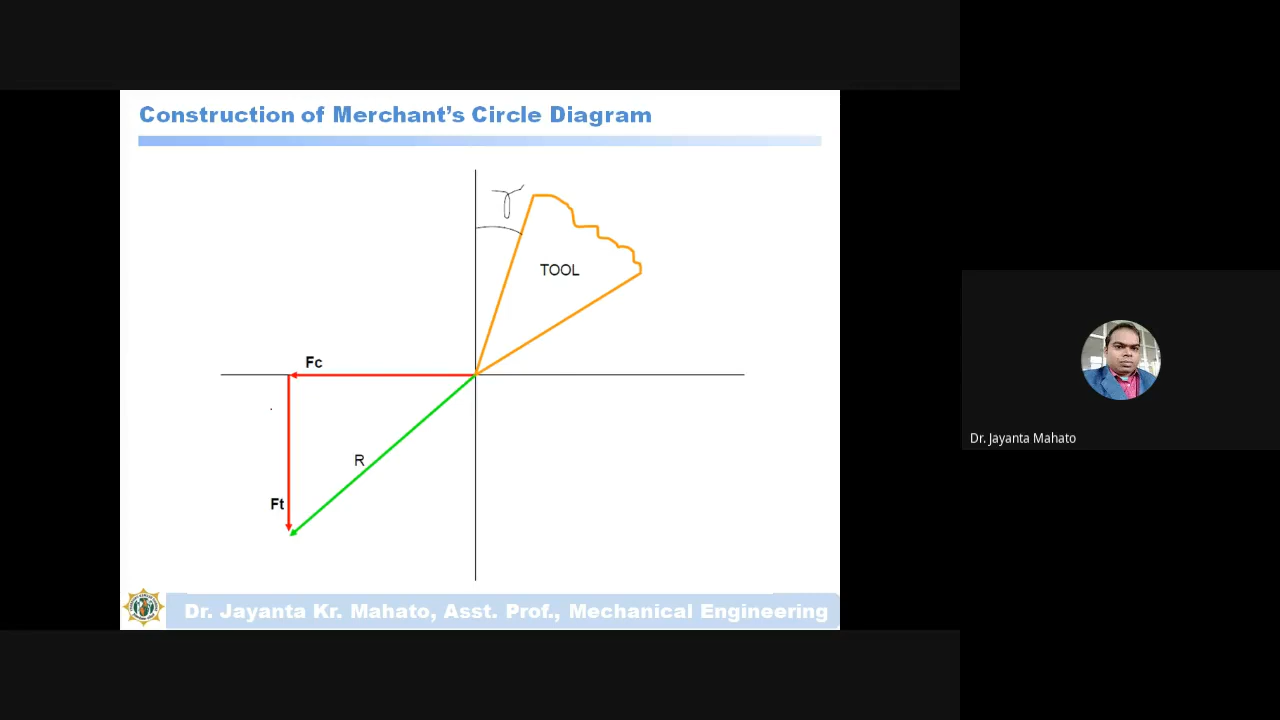 Construction of Merchant's Circle Diagram
γ
TOOL
Fc
R
Ft
Dr. Jayanta Kr. Mahato, Asst. Prof., Mechanical Engineering
Dr. Jayanta Mahato